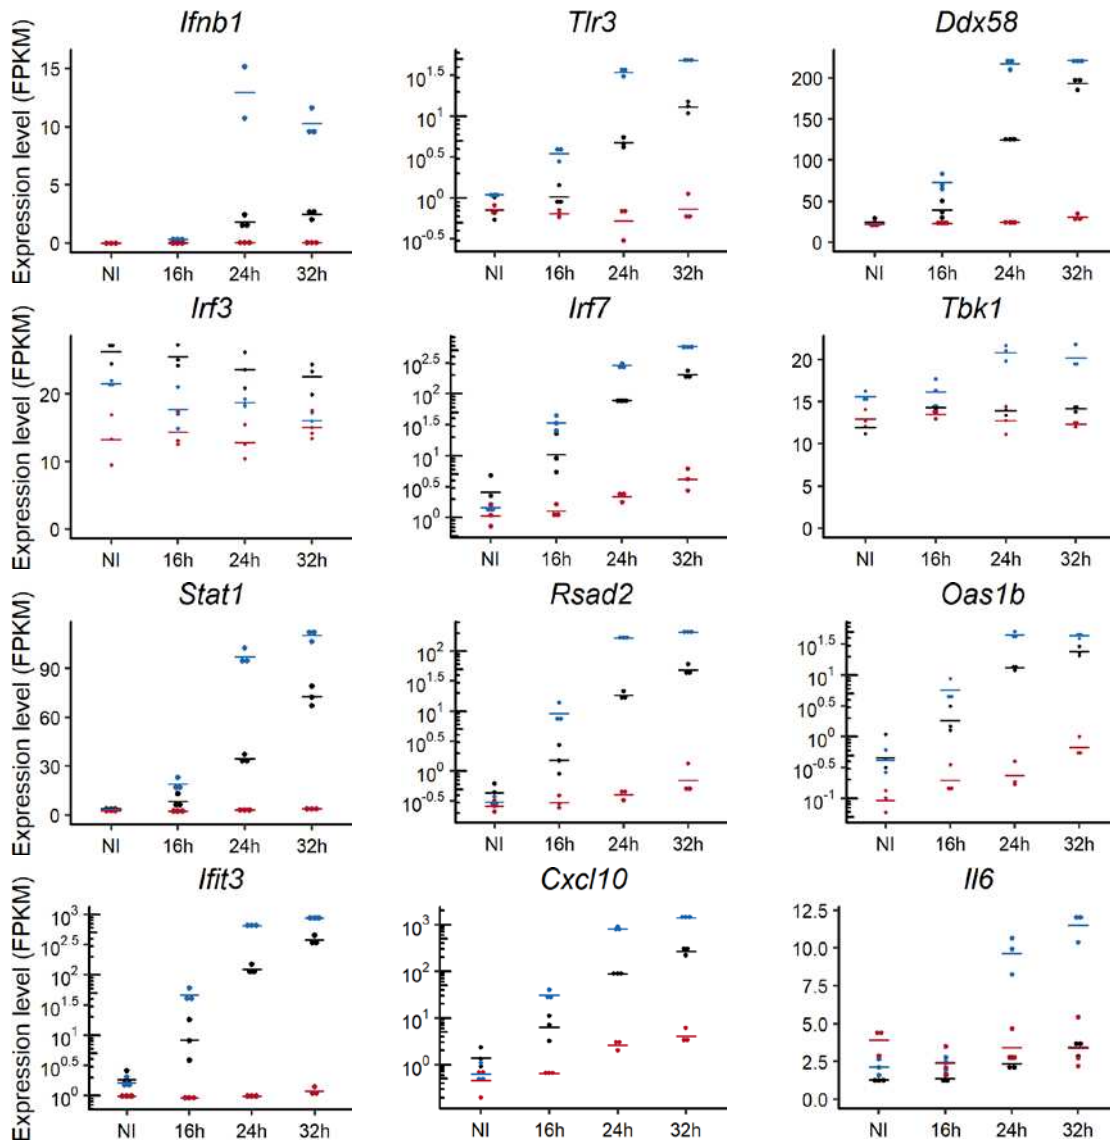 Ifnb1 Tlr3 Ddx58
Expression level (FPKM)
15 10 5 0
10^1.5 10^1 10^0.5 10^0 10^-0.5
200 150 100 50 0
NI 16h 24h 32h NI 16h 24h 32h NI 16h 24h 32h
Irf3 Irf7 Tbk1
Expression level (FPKM)
20 10 0
10^2.5 10^2 10^1.5 10^1 10^0.5 10^0
20 15 10 5 0
NI 16h 24h 32h NI 16h 24h 32h NI 16h 24h 32h
Stat1 Rsad2 Oas1b
Expression level (FPKM)
90 60 30 0
10^2 10^1.5 10^1 10^0.5 10^0 10^-0.5
10^1.5 10^1 10^0.5 10^0 10^-0.5 10^-1
NI 16h 24h 32h NI 16h 24h 32h NI 16h 24h 32h
Ifit3 Cxcl10 Il6
Expression level (FPKM)
10^3 10^2.5 10^2 10^1.5 10^1 10^0.5 10^0
10^3 10^2 10^1 10^0
12.5 10.0 7.5 5.0 2.5 0.0
NI 16h 24h 32h NI 16h 24h 32h NI 16h 24h 32h